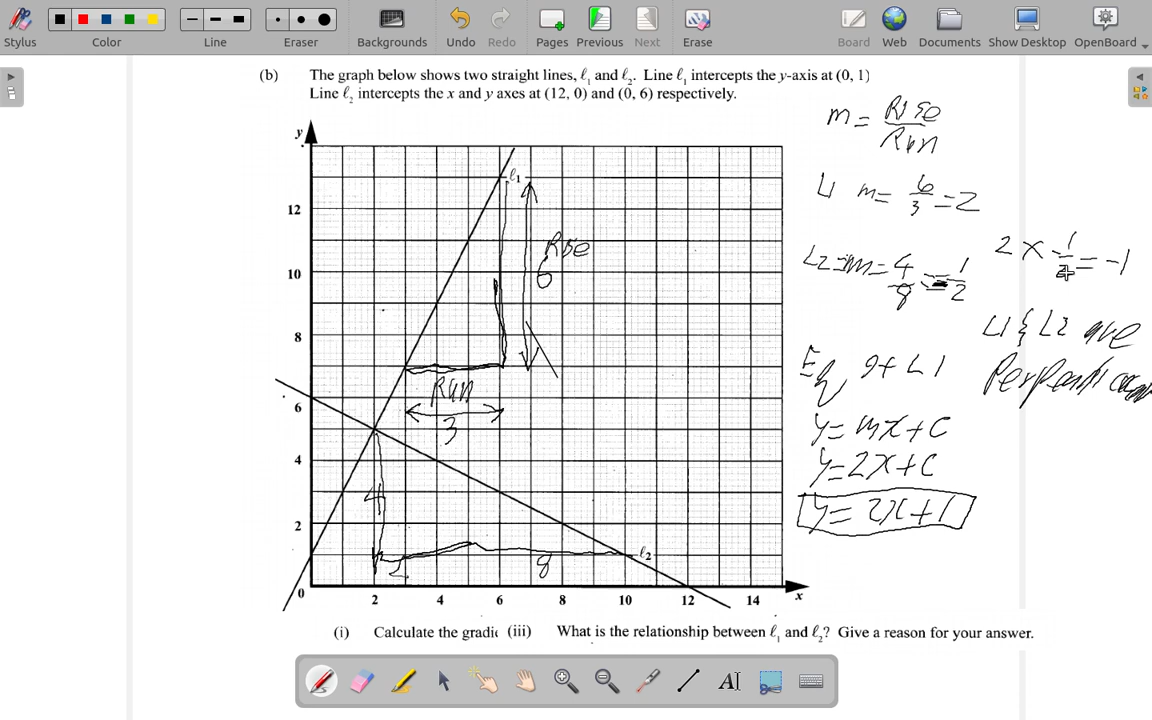 Stylus Color Line Eraser Backgrounds Undo Redo Pages Previous Next Erase Board Web Documents Show Desktop OpenBoard
(b) The graph below shows two straight lines, ℓ₁ and ℓ₂. Line ℓ₁ intercepts the y-axis at (0, 1)
Line ℓ₂ intercepts the x and y axes at (12, 0) and (0, 6) respectively.
m = Rise
Run
L1 m = 6/3 = 2
L2 = m = 4/8 = 1/2
2 × 1/2 = -1
L1 & L2 are
Eq of L1
y = mx + c
y = 2x + c
y = 2x + 1
y
ℓ₁
12
Rise
10
6
8
Run
6
3
4
4
2
8
ℓ₂
0 2 4 6 8 10 12 14 x
(i) Calculate the gradi (iii) What is the relationship between ℓ₁ and ℓ₂? Give a reason for your answer.